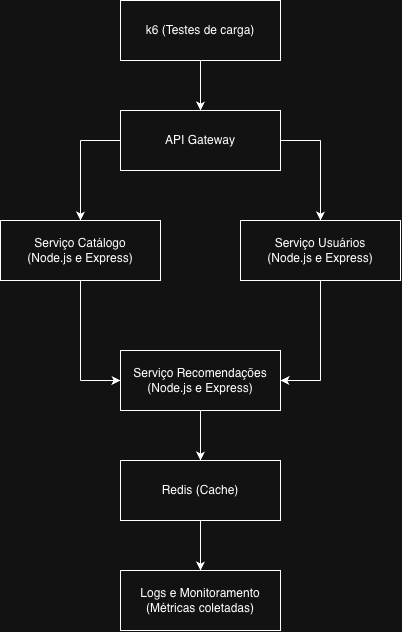 k6 (Testes de carga)
API Gateway
Serviço Catálogo
(Node.js e Express)
Serviço Usuários
(Node.js e Express)
Serviço Recomendações
(Node.js e Express)
Redis (Cache)
Logs e Monitoramento
(Métricas coletadas)